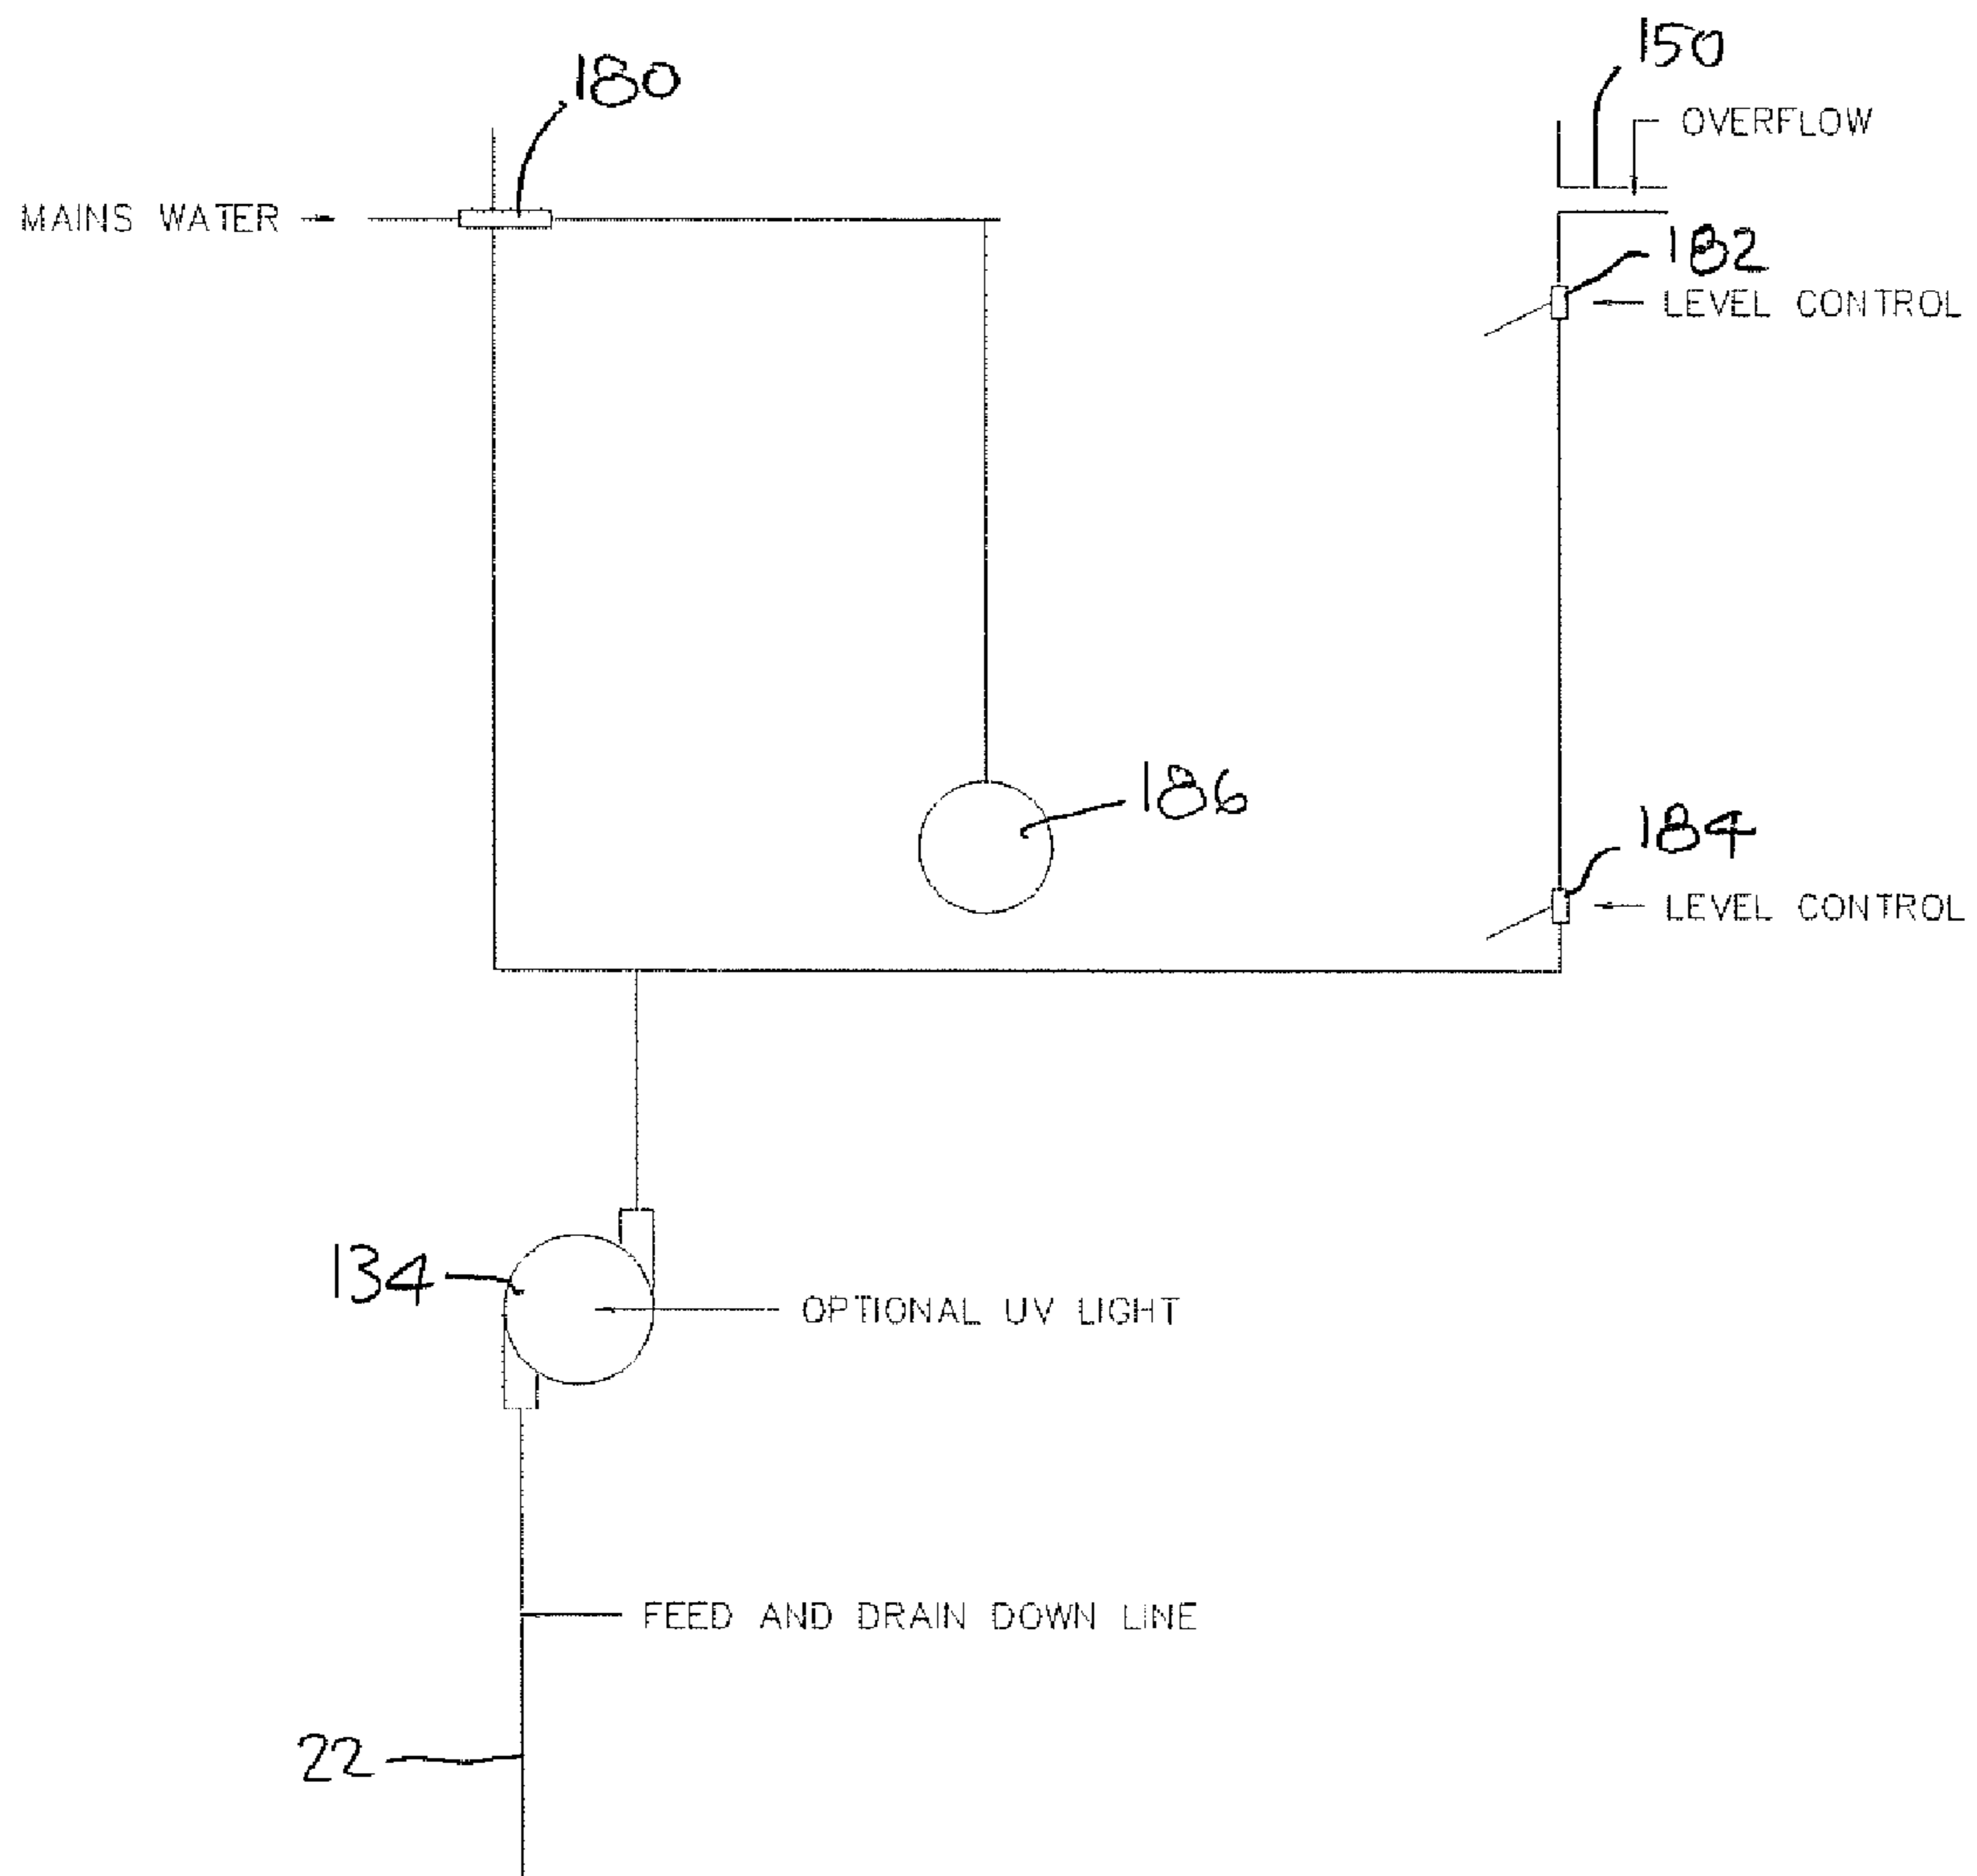 150
180
OVERFLOW
MAINS WATER
182
LEVEL CONTROL
186
184
LEVEL CONTROL
134
OPTIONAL UV LIGHT
FEED AND DRAIN DOWN LINE
22